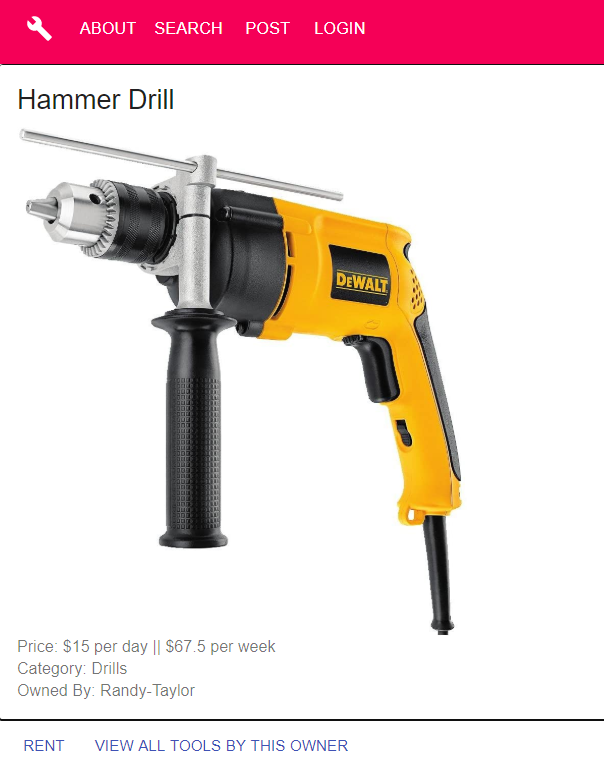 ABOUT SEARCH POST LOGIN
Hammer Drill
DEWALT
Price: $15 per day || $67.5 per week
Category: Drills
Owned By: Randy-Taylor
RENT VIEW ALL TOOLS BY THIS OWNER